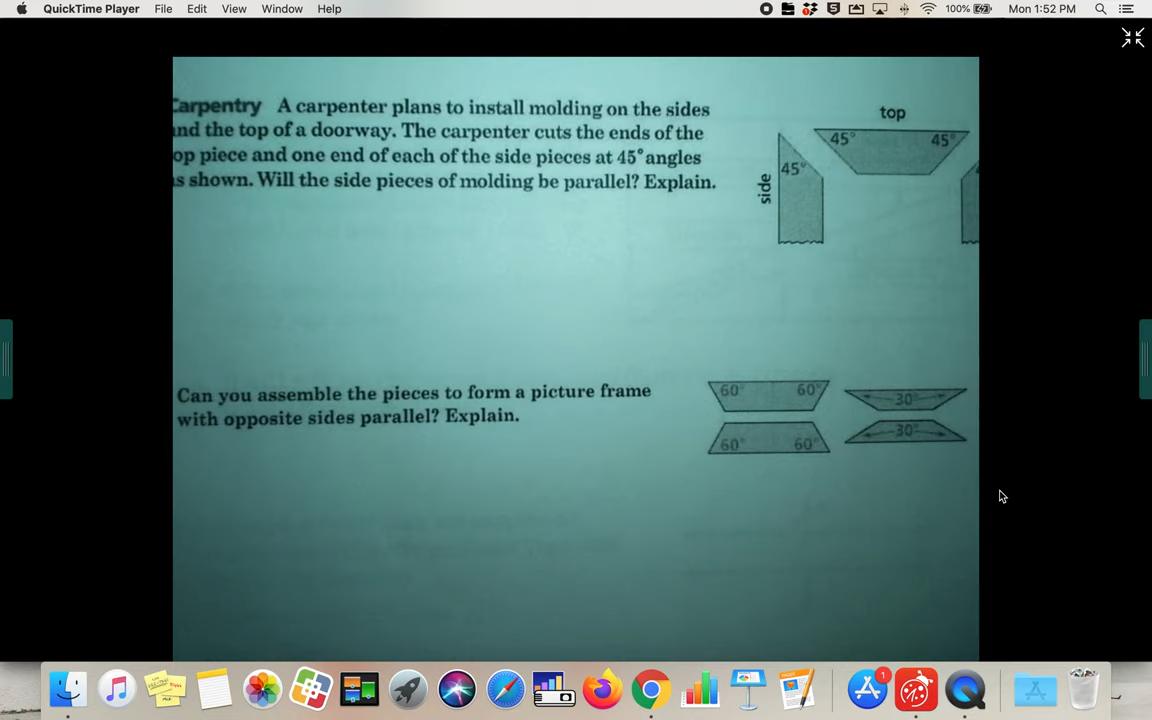 QuickTime Player File Edit View Window Help 100% Mon 1:52 PM
Carpentry A carpenter plans to install molding on the sides
and the top of a doorway. The carpenter cuts the ends of the
op piece and one end of each of the side pieces at 45° angles
as shown. Will the side pieces of molding be parallel? Explain.
top
45° 45°
45°
side
Can you assemble the pieces to form a picture frame
with opposite sides parallel? Explain.
60° 60°
30°
60° 60°
30°
1